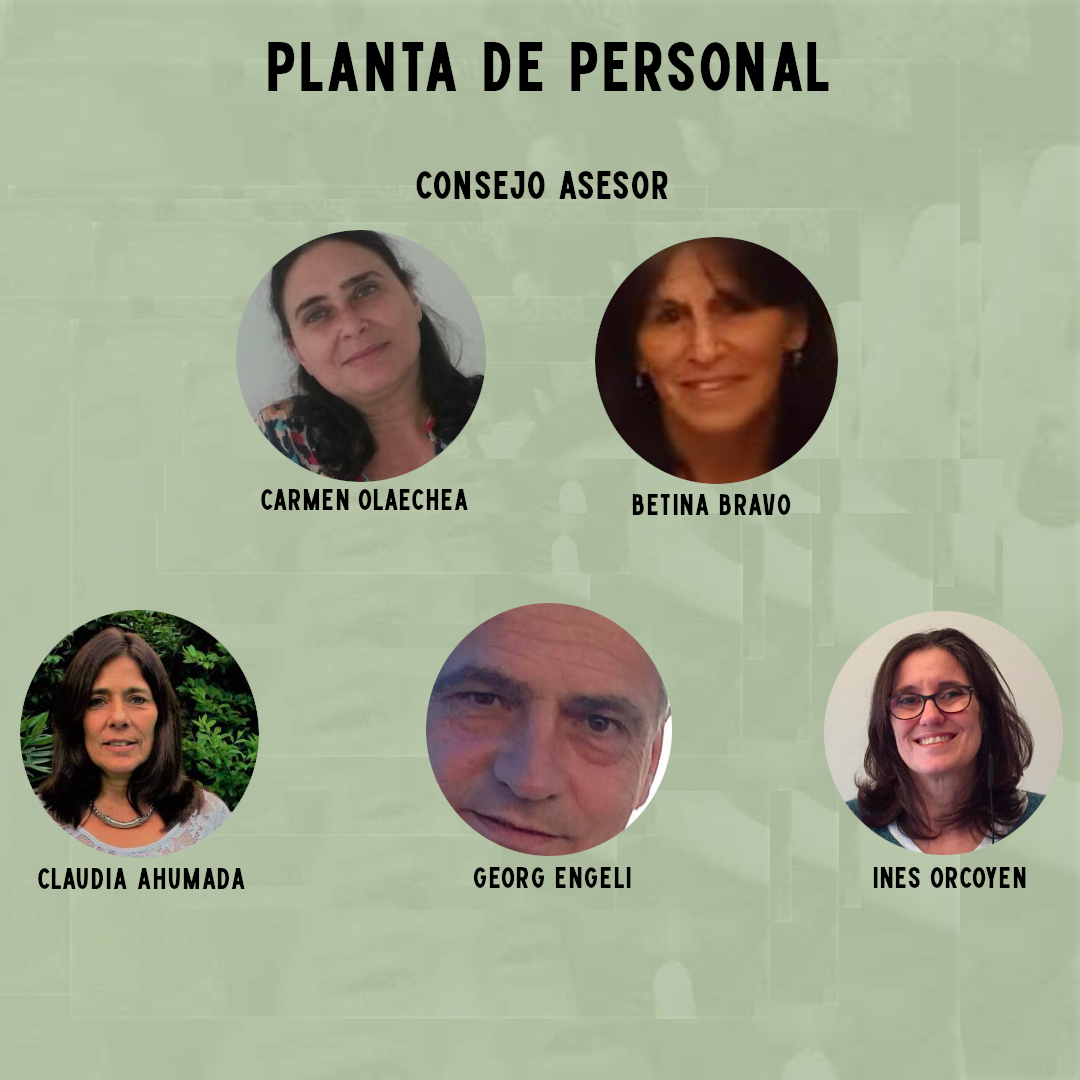 PLANTA DE PERSONAL
CONSEJO ASESOR
CARMEN OLAECHEA
BETINA BRAVO
CLAUDIA AHUMADA
GEORG ENGELI
INES ORCOYEN